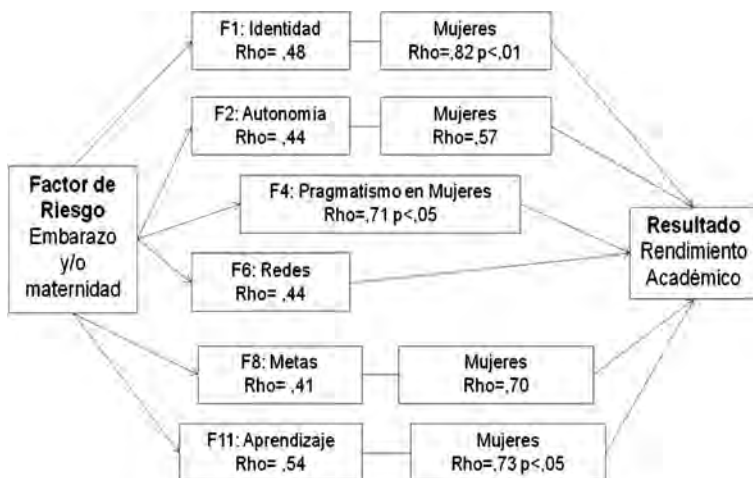 F1: Identidad
Rho= ,48
Mujeres
Rho=,82 p<,01
F2: Autonomía
Rho= ,44
Mujeres
Rho=,57
Factor de
Riesgo
Embarazo
y/o
maternidad
F4: Pragmatismo en Mujeres
Rho=,71 p<,05
F6: Redes
Rho= ,44
Resultado
Rendimiento
Académico
F8: Metas
Rho= ,41
Mujeres
Rho=,70
F11: Aprendizaje
Rho= ,54
Mujeres
Rho=,73 p<,05